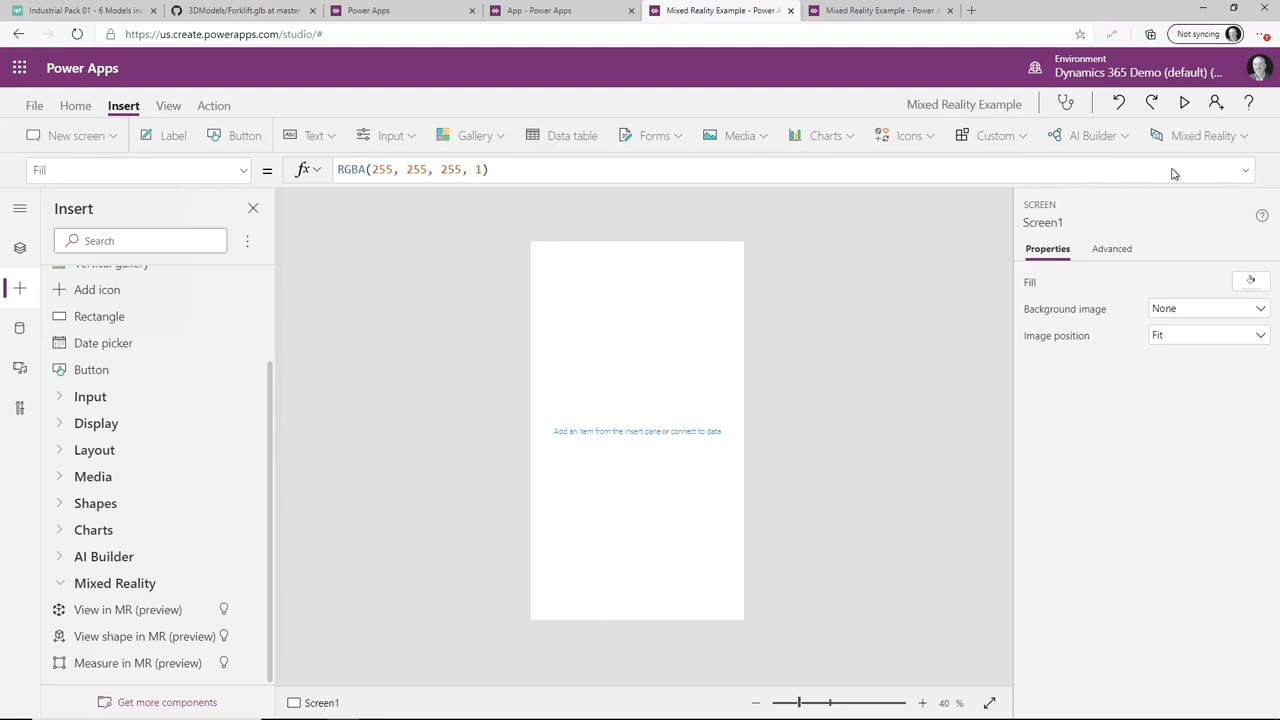 Industrial Pack 01 - 6 Models in
3DModels/Forklift.glb at master
Power Apps
App - Power Apps
Mixed Reality Example - Power A
Mixed Reality Example - Power A
https://us.create.powerapps.com/studio/#
Not syncing
Power Apps
Environment
Dynamics 365 Demo (default) (...
File
Home
Insert
View
Action
Mixed Reality Example
New screen
Label
Button
Text
Input
Gallery
Data table
Forms
Media
Charts
Icons
Custom
AI Builder
Mixed Reality
Fill
=
fx
RGBA(255, 255, 255, 1)
Insert
Search
Vertical gallery
Add icon
Rectangle
Date picker
Button
Input
Display
Layout
Media
Shapes
Charts
AI Builder
Mixed Reality
View in MR (preview)
View shape in MR (preview)
Measure in MR (preview)
Get more components
Add an item from the insert pane or connect to data
Screen1
40 %
SCREEN
Screen1
Properties
Advanced
Fill
Background image
None
Image position
Fit